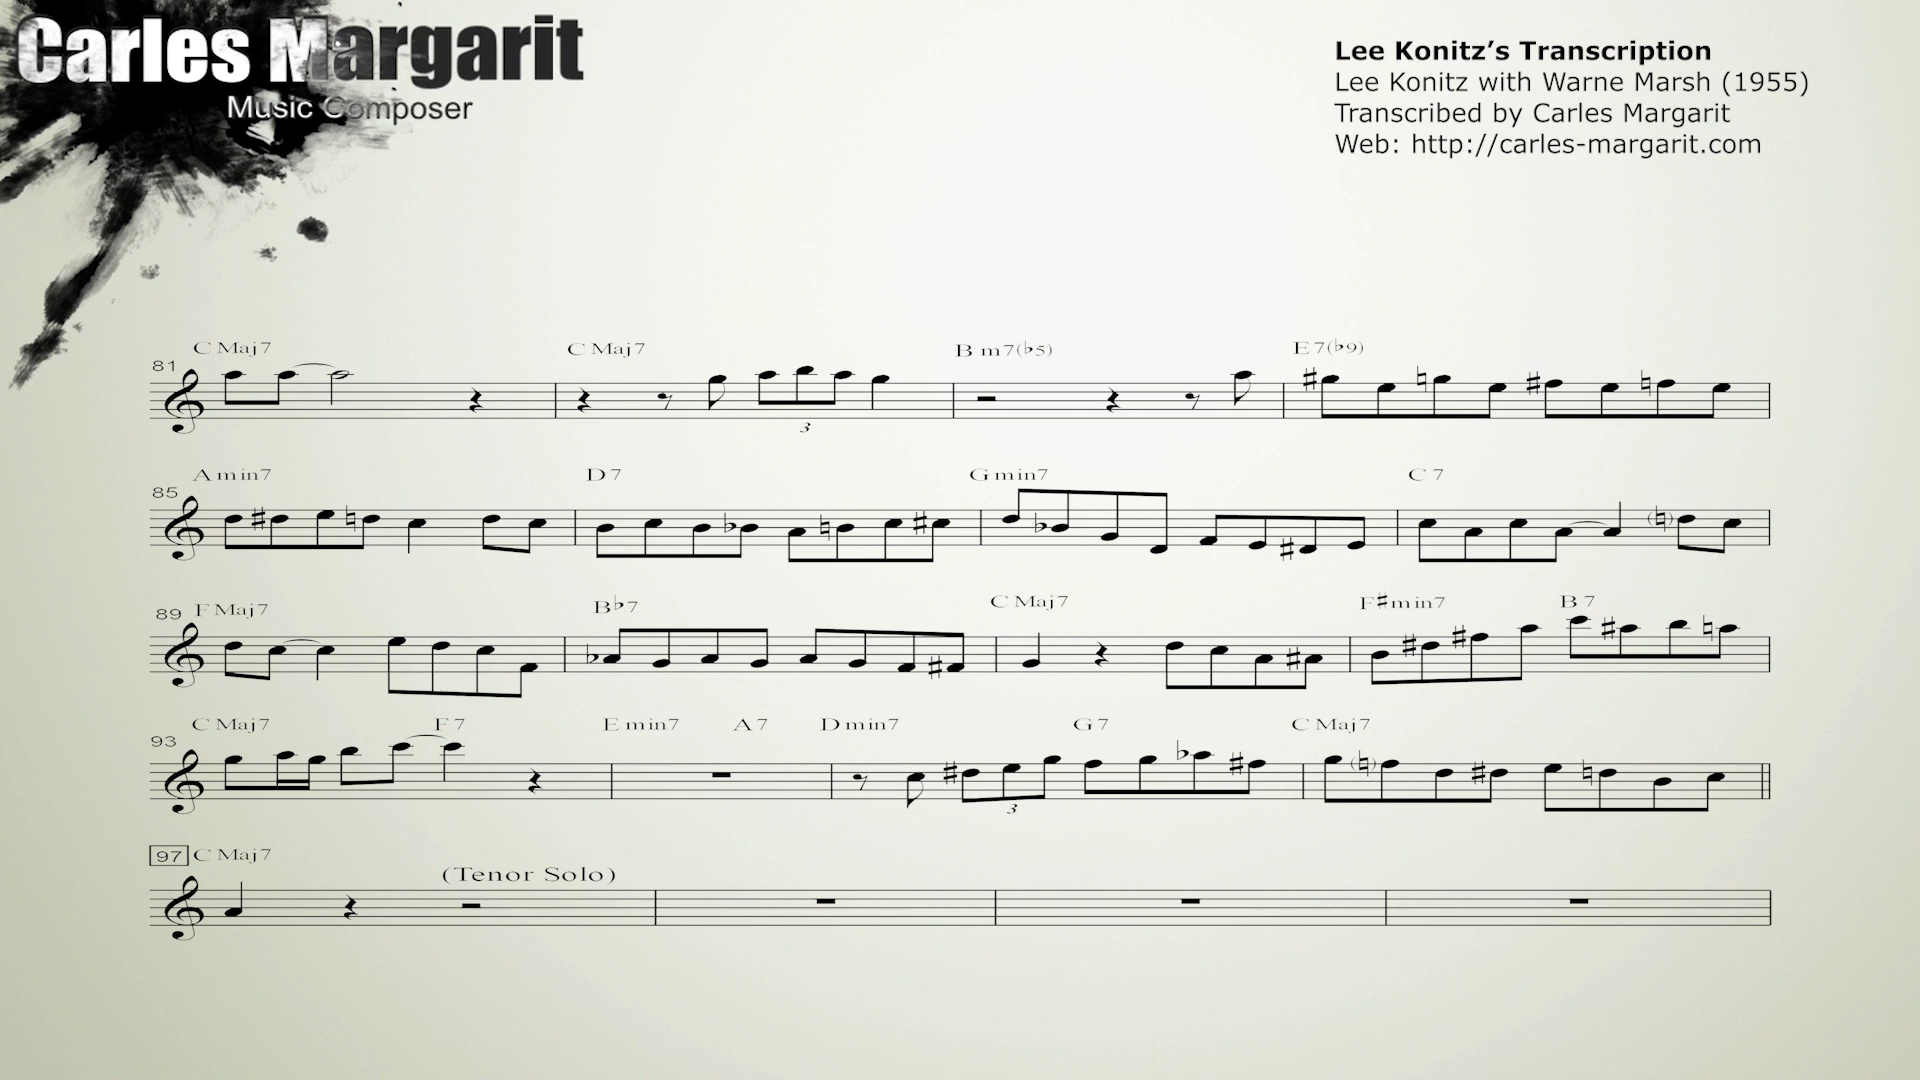 Carles Margarit
Music Composer
Lee Konitz’s Transcription
Lee Konitz with Warne Marsh (1955)
Transcribed by Carles Margarit
Web: http://carles-margarit.com
C Maj7 C Maj7 B m7(♭5) E7(♭9)
81
3
A min7 D7 G min7 C7
85
89 F Maj7 B♭7 C Maj7 F#min7 B7
C Maj7 F7 E min7 A7 D min7 G7 C Maj7
93
3
97 C Maj7
(Tenor Solo)